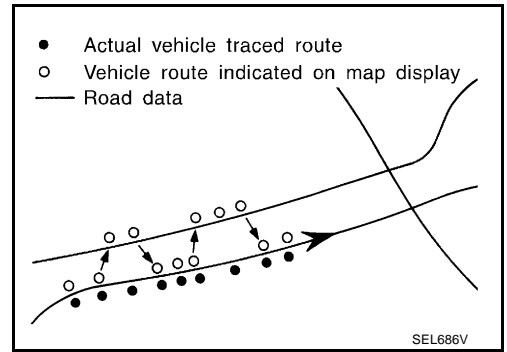 Actual vehicle traced route
Vehicle route indicated on map display
Road data
SEL686V